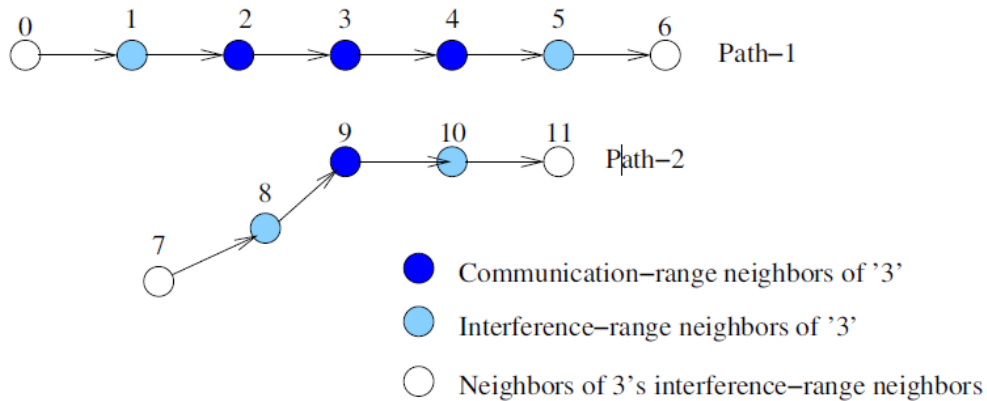 0 1 2 3 4 5 6
Path–1
9 10 11
Path–2
8
7
Communication–range neighbors of '3'
Interference–range neighbors of '3'
Neighbors of 3's interference–range neighbors